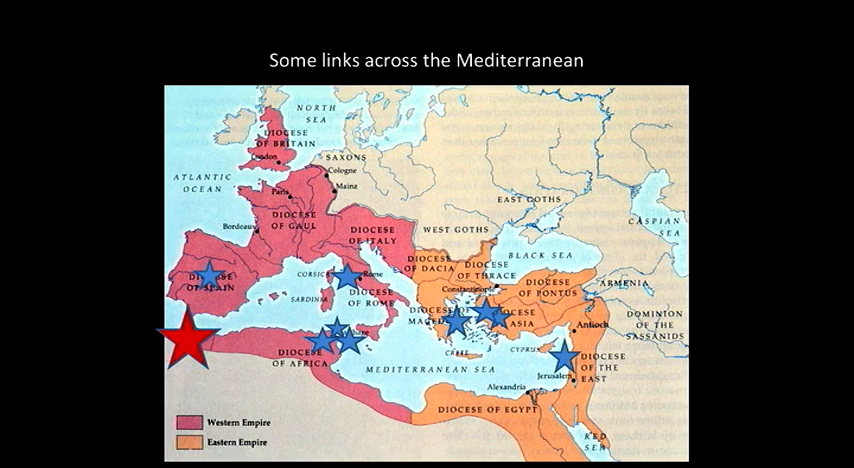 Some links across the Mediterranean
NORTH
SEA
DIOCESE
OF BRITAIN
London
SAXONS
Cologne
Mainz
ATLANTIC
OCEAN
Paris
DIOCESE
OF GAUL
EAST GOTHS
CASPIAN
SEA
Bordeaux
DIOCESE
OF ITALY
WEST GOTHS
BLACK SEA
DIOCESE
OF DACIA
DIOCESE
OF THRACE
CORSICA
Rome
OF SPAIN
Constantinople
DIOCESE
OF PONTUS
ARMENIA
SARDINIA
DIOCESE
OF ROME
DIOCESE OF
ASIA
Antioch
DOMINION
OF THE
SASSANIDS
DIOCESE
OF AFRICA
CRETE
CYPRUS
DIOCESE
OF THE
EAST
MEDITERRANEAN SEA
Jerusalem
Alexandria
DIOCESE OF EGYPT
Western Empire
Eastern Empire
RED
SEA